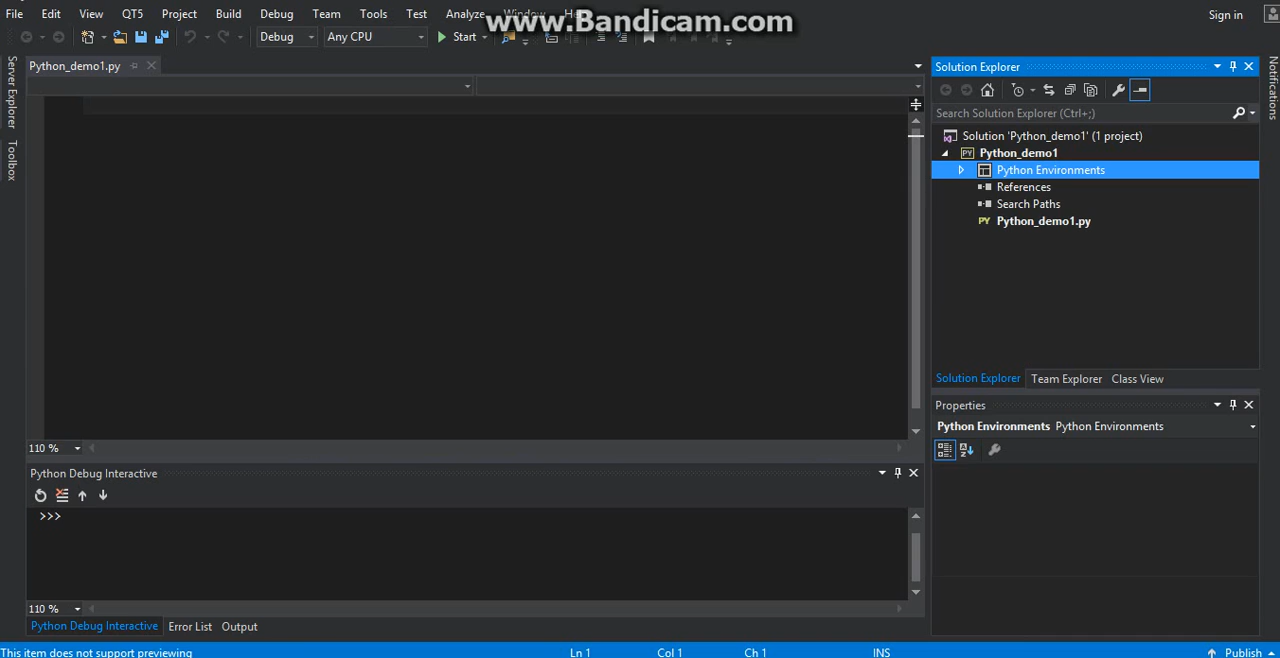 www.Bandicam.com
File Edit View QT5 Project Build Debug Team Tools Test Analyze Window Sign in
Debug Any CPU Start
Server Explorer
Toolbox
Python_demo1.py
110 %
Python Debug Interactive
>>>
110 %
Python Debug Interactive Error List Output
Solution Explorer
Search Solution Explorer (Ctrl+;)
Solution 'Python_demo1' (1 project)
Python_demo1
Python Environments
References
Search Paths
Python_demo1.py
Solution Explorer Team Explorer Class View
Properties
Python Environments Python Environments
Notifications
This item does not support previewing Ln 1 Col 1 Ch 1 INS Publish